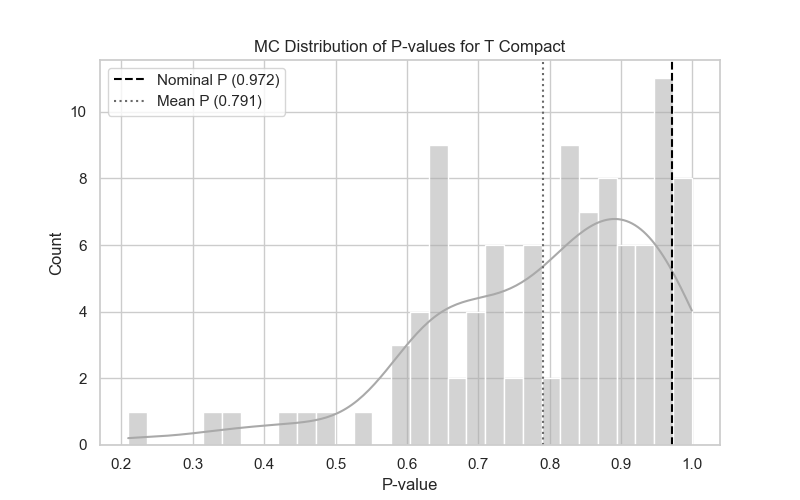 MC Distribution of P-values for T Compact
Nominal P (0.972)
Mean P (0.791)
Count
10
8
6
4
2
0
0.2 0.3 0.4 0.5 0.6 0.7 0.8 0.9 1.0
P-value